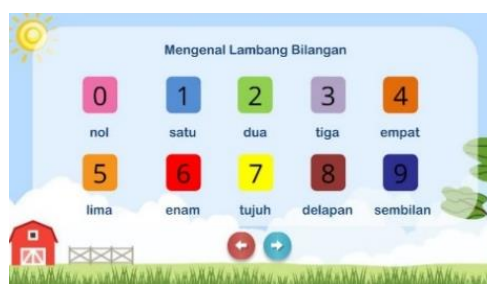 Mengenal Lambang Bilangan
0 1 2 3 4
nol satu dua tiga empat
5 6 7 8 9
lima enam tujuh delapan sembilan